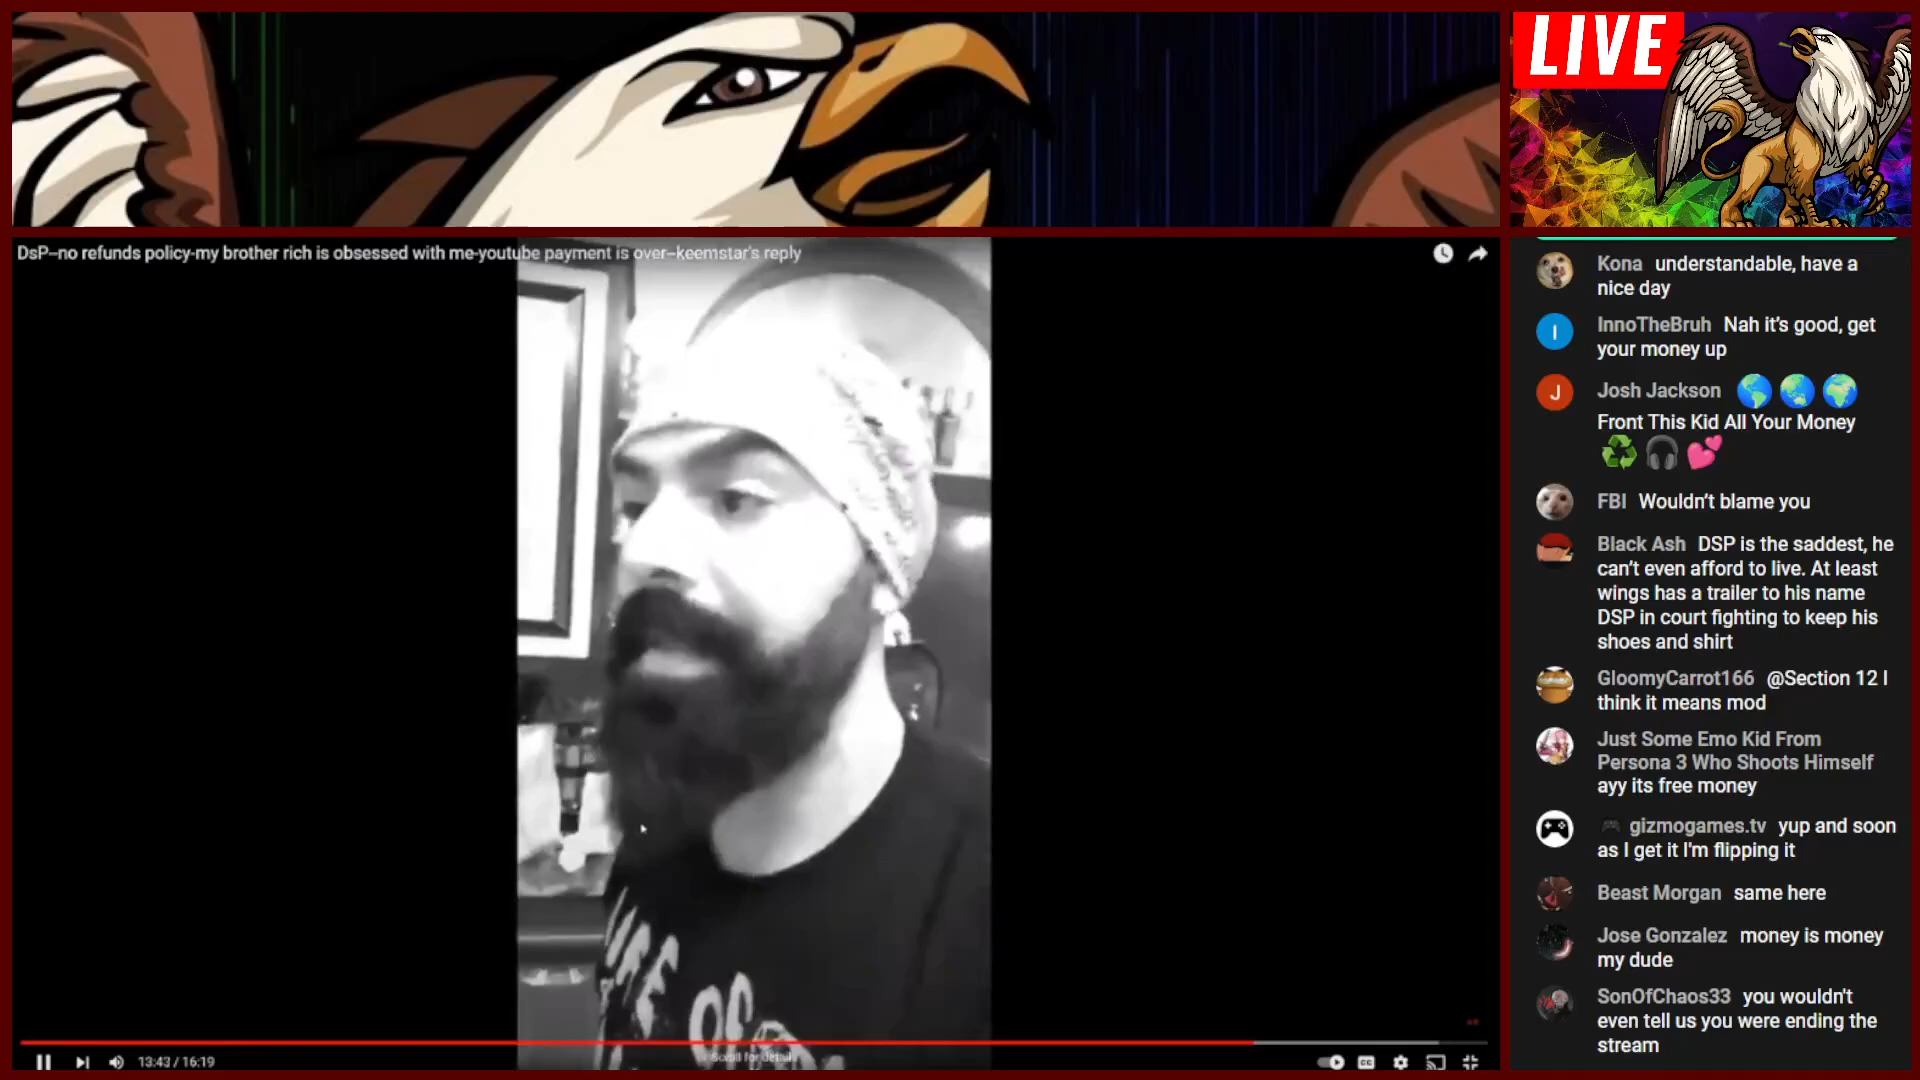 LIVE
DsP--no refunds policy-my brother rich is obsessed with me-youtube payment is over--keemstar's reply
Kona understandable, have a
nice day
InnoTheBruh Nah it's good, get
your money up
Josh Jackson 🌎 🌏 🌍
Front This Kid All Your Money
♻️ 🎧 💕
FBI Wouldn't blame you
Black Ash DSP is the saddest, he
can't even afford to live. At least
wings has a trailer to his name
DSP in court fighting to keep his
shoes and shirt
GloomyCarrot166 @Section 12 I
think it means mod
Just Some Emo Kid From
Persona 3 Who Shoots Himself
ayy its free money
gizmogames.tv yup and soon
as I get it I'm flipping it
Beast Morgan same here
Jose Gonzalez money is money
my dude
SonOfChaos33 you wouldn't
even tell us you were ending the
stream
OF
13:43 / 16:19
Scroll for details
CC